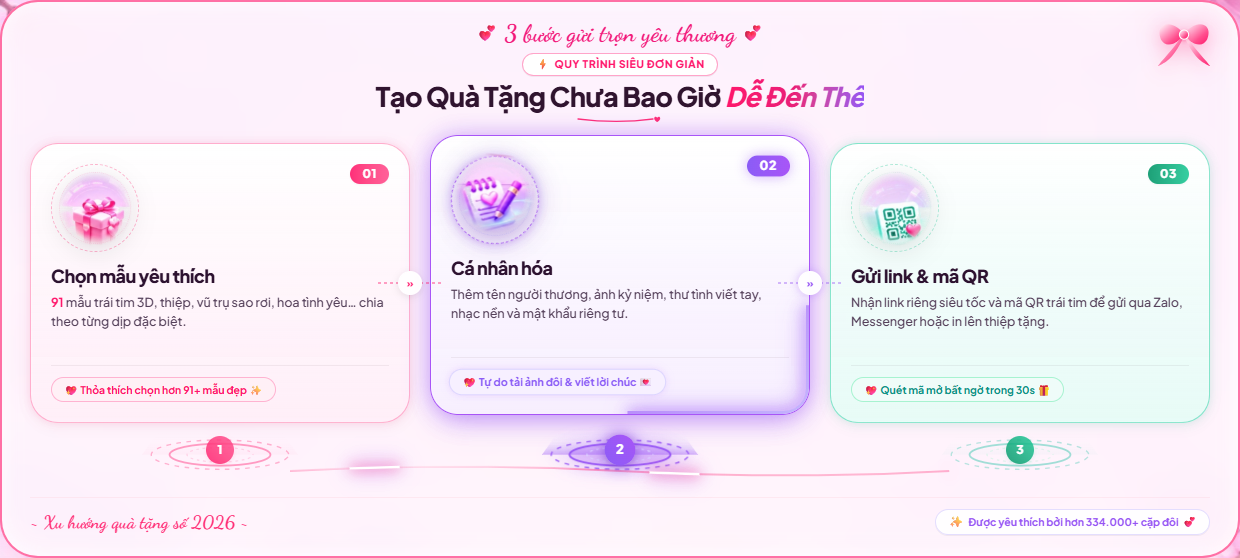 3 bước gửi trọn yêu thương
QUY TRÌNH SIÊU ĐƠN GIẢN
Tạo Quà Tặng Chưa Bao Giờ Dễ Đến Thế
01
Chọn mẫu yêu thích
91 mẫu trái tim 3D, thiệp, vũ trụ sao rơi, hoa tình yêu... chia
theo từng dịp đặc biệt.
Thỏa thích chọn hơn 91+ mẫu đẹp
»
02
Cá nhân hóa
Thêm tên người thương, ảnh kỷ niệm, thư tình viết tay,
nhạc nền và mật khẩu riêng tư.
Tự do tải ảnh đôi & viết lời chúc
»
03
Gửi link & mã QR
Nhận link riêng siêu tốc và mã QR trái tim để gửi qua Zalo,
Messenger hoặc in lên thiệp tặng.
Quét mã mở bất ngờ trong 30s
1
2
3
~ Xu hướng quà tặng số 2026 ~
Được yêu thích bởi hơn 334.000+ cặp đôi